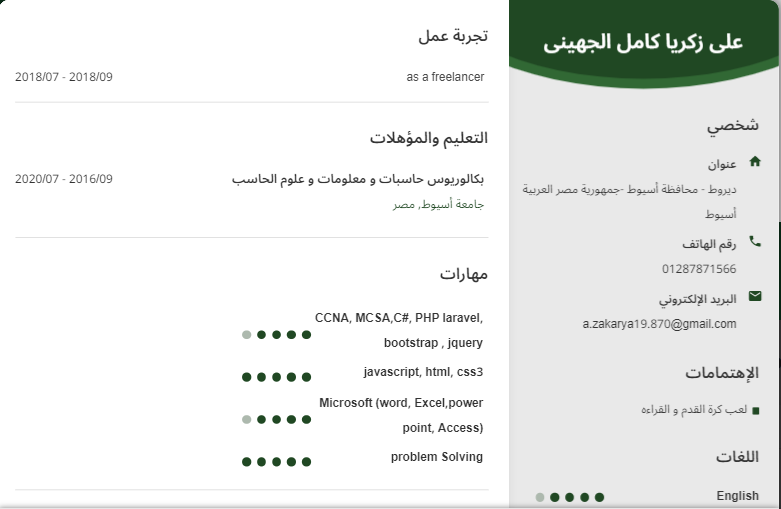 على زكريا كامل الجهينى
شخصي
عنوان
ديروط - محافظة أسيوط -جمهورية مصر العربية
أسيوط
رقم الهاتف
01287871566
البريد الإلكتروني
a.zakarya19.870@gmail.com
الإهتمامات
لعب كرة القدم و القراءه
اللغات
English
تجربة عمل
as a freelancer
2018/07 - 2018/09
التعليم والمؤهلات
بكالوريوس حاسبات و معلومات و علوم الحاسب
2020/07 - 2016/09
جامعة أسيوط, مصر
مهارات
CCNA, MCSA,C#, PHP laravel,
bootstrap , jquery
javascript, html, css3
Microsoft (word, Excel,power
point, Access)
problem Solving